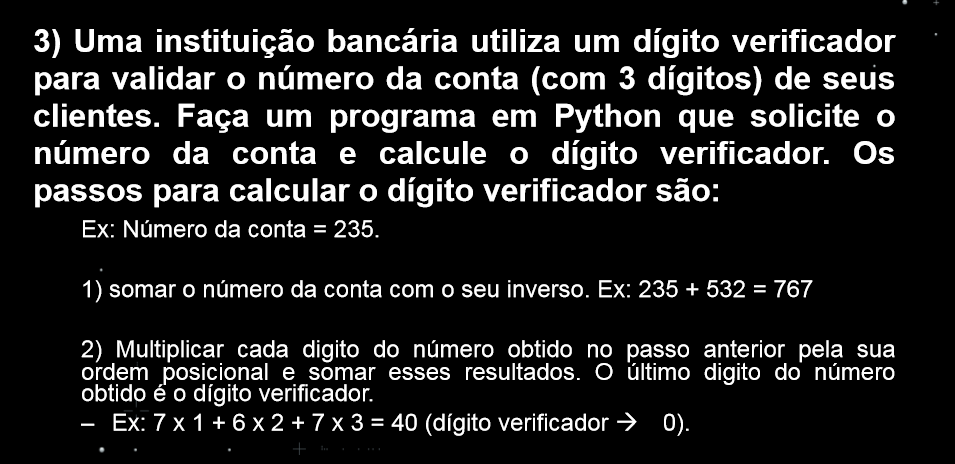 3) Uma instituição bancária utiliza um dígito verificador
para validar o número da conta (com 3 dígitos) de seus
clientes. Faça um programa em Python que solicite o
número da conta e calcule o dígito verificador. Os
passos para calcular o dígito verificador são:
Ex: Número da conta = 235.
1) somar o número da conta com o seu inverso. Ex: 235 + 532 = 767
2) Multiplicar cada digito do número obtido no passo anterior pela sua
ordem posicional e somar esses resultados. O último digito do número
obtido é o dígito verificador.
– Ex: 7 x 1 + 6 x 2 + 7 x 3 = 40 (dígito verificador → 0).